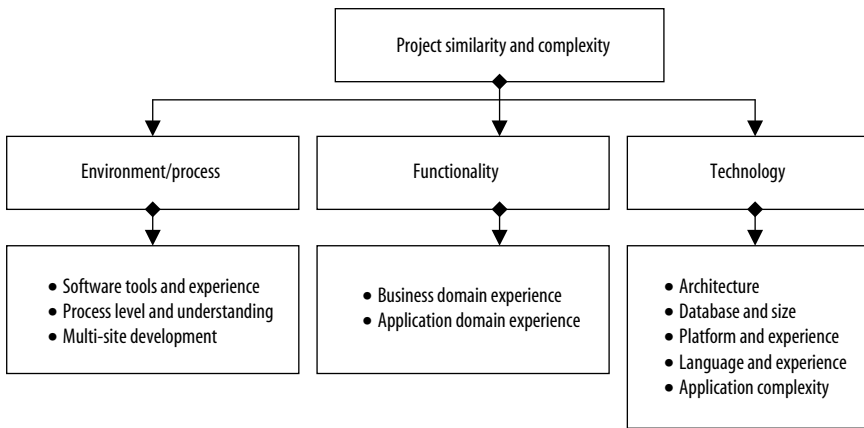 Project similarity and complexity
Environment/process
Functionality
Technology
• Software tools and experience
• Process level and understanding
• Multi-site development
• Business domain experience
• Application domain experience
• Architecture
• Database and size
• Platform and experience
• Language and experience
• Application complexity